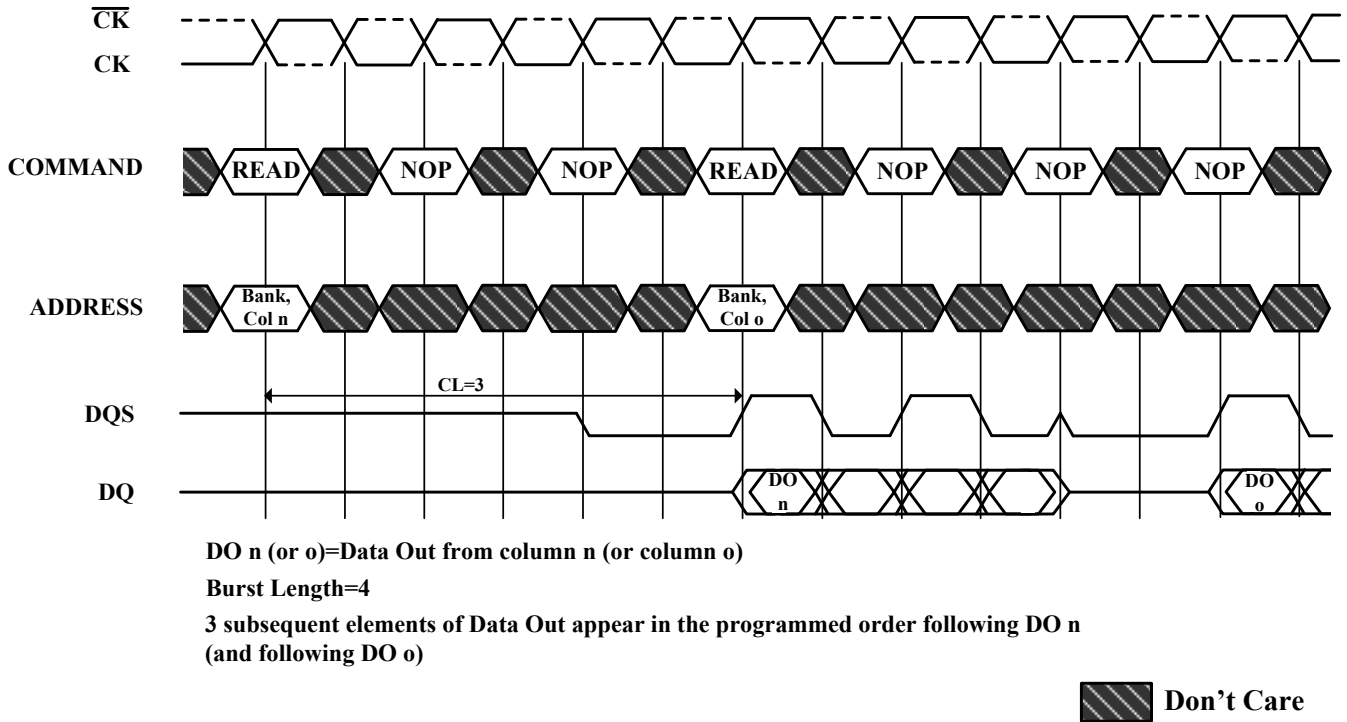 CK
CK
COMMAND READ NOP NOP READ NOP NOP NOP
ADDRESS Bank, Col n Bank, Col o
CL=3
DQS
DQ DO n DO o
DO n (or o)=Data Out from column n (or column o)
Burst Length=4
3 subsequent elements of Data Out appear in the programmed order following DO n
(and following DO o)
Don't Care